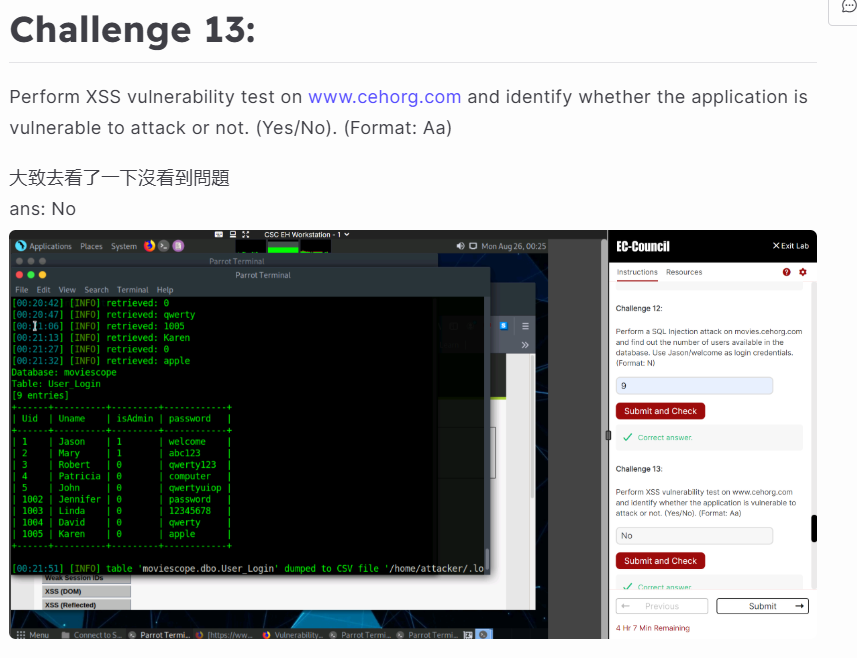 Challenge 13:
Perform XSS vulnerability test on www.cehorg.com and identify whether the application is
vulnerable to attack or not. (Yes/No). (Format: Aa)
大致去看了一下沒看到問題
ans: No
CSC EH Workstation - 1
Applications Places System
Mon Aug 26, 00:25
Parrot Terminal
Parrot Terminal
File Edit View Search Terminal Help
[00:20:42] [INFO] retrieved: 0
[00:20:47] [INFO] retrieved: qwerty
[00:21:06] [INFO] retrieved: 1005
[00:21:13] [INFO] retrieved: Karen
[00:21:27] [INFO] retrieved: 0
[00:21:32] [INFO] retrieved: apple
Database: moviescope
Table: User_Login
[9 entries]
| Uid | Uname | isAdmin | password |
| 1 | Jason | 1 | welcome |
| 2 | Mary | 1 | abc123 |
| 3 | Robert | 0 | qwerty123 |
| 4 | Patricia | 0 | computer |
| 5 | John | 0 | qwertyuiop |
| 1002 | Jennifer | 0 | password |
| 1003 | Linda | 0 | 12345678 |
| 1004 | David | 0 | qwerty |
| 1005 | Karen | 0 | apple |
[00:21:51] [INFO] table 'moviescope.dbo.User_Login' dumped to CSV file '/home/attacker/.lo
Weak Session IDs
XSS (DOM)
XSS (Reflected)
Menu Connect to S... Parrot Termi... [https://ww... Vulnerability... Parrot Termi... Parrot Termi...
EC-Council
Exit Lab
Instructions Resources
Challenge 12:
Perform a SQL Injection attack on movies.cehorg.com
and find out the number of users available in the
database. Use Jason/welcome as login credentials.
(Format: N)
9
Submit and Check
Correct answer.
Challenge 13:
Perform XSS vulnerability test on www.cehorg.com
and identify whether the application is vulnerable to
attack or not. (Yes/No). (Format: Aa)
No
Submit and Check
Correct answer.
← Previous
Submit →
4 Hr 7 Min Remaining